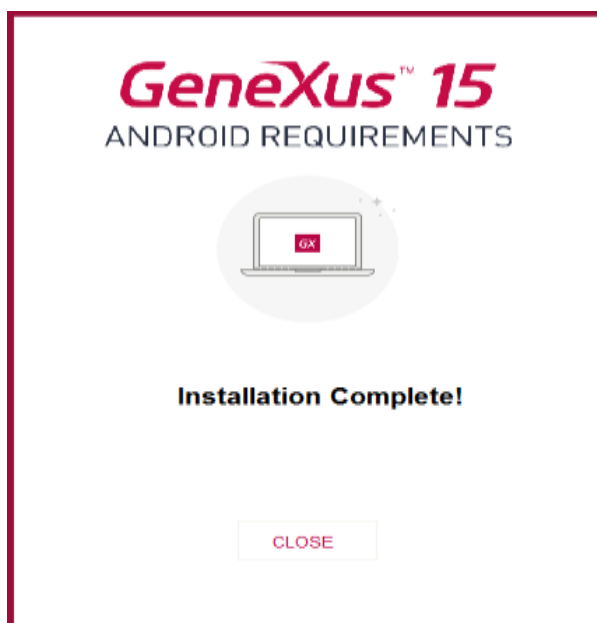 GeneXus™ 15
ANDROID REQUIREMENTS
GX
Installation Complete!
CLOSE